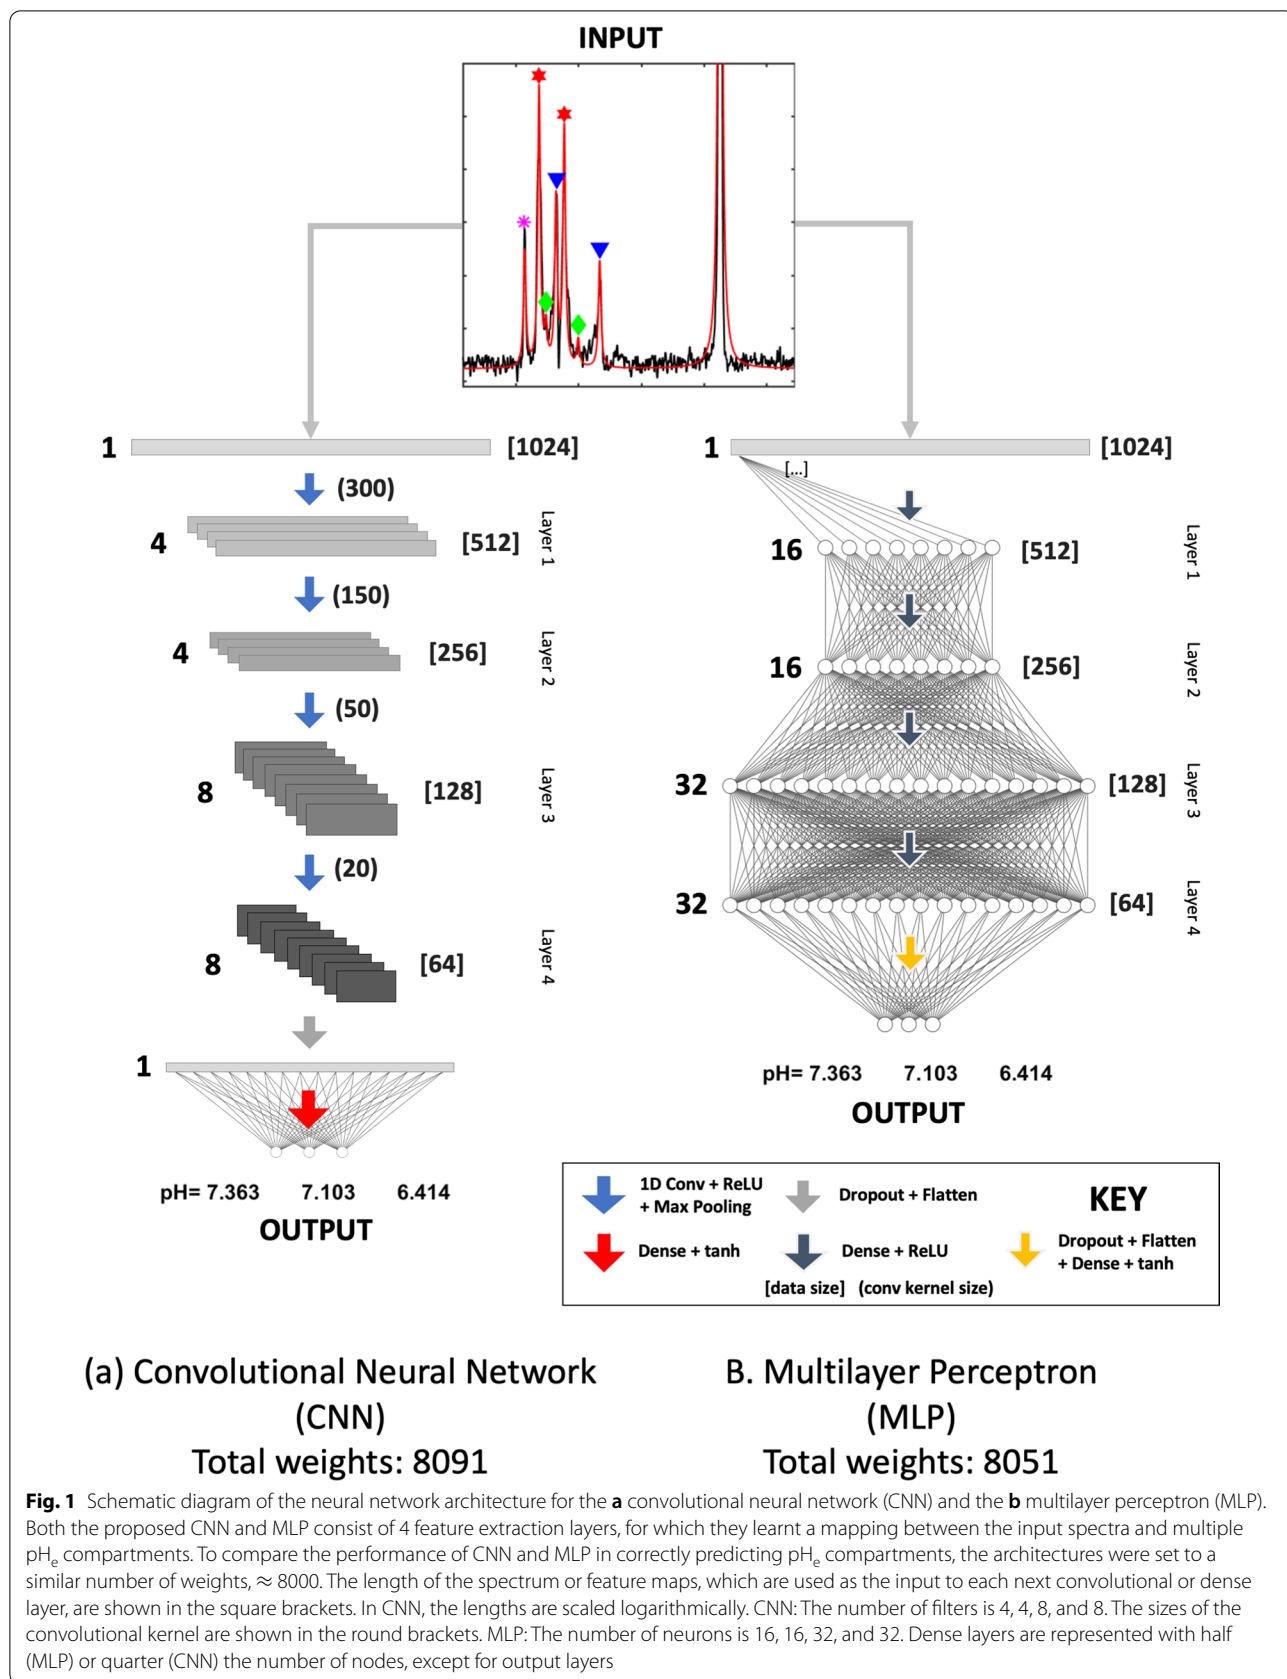 INPUT
1
[1024]
(300)
4
[512]
Layer 1
(150)
4
[256]
Layer 2
(50)
8
[128]
Layer 3
(20)
8
[64]
Layer 4
1
pH= 7.363 7.103 6.414
OUTPUT
1
[1024]
[...]
16
[512]
Layer 1
16
[256]
Layer 2
32
[128]
Layer 3
32
[64]
Layer 4
pH= 7.363 7.103 6.414
OUTPUT
KEY
1D Conv + ReLU
+ Max Pooling
Dropout + Flatten
Dense + tanh
Dense + ReLU
Dropout + Flatten
+ Dense + tanh
[data size] (conv kernel size)
(a) Convolutional Neural Network
(CNN)
Total weights: 8091
B. Multilayer Perceptron
(MLP)
Total weights: 8051
Fig. 1 Schematic diagram of the neural network architecture for the a convolutional neural network (CNN) and the b multilayer perceptron (MLP).
Both the proposed CNN and MLP consist of 4 feature extraction layers, for which they learnt a mapping between the input spectra and multiple
pHe compartments. To compare the performance of CNN and MLP in correctly predicting pHe compartments, the architectures were set to a
similar number of weights, ≈ 8000. The length of the spectrum or feature maps, which are used as the input to each next convolutional or dense
layer, are shown in the square brackets. In CNN, the lengths are scaled logarithmically. CNN: The number of filters is 4, 4, 8, and 8. The sizes of the
convolutional kernel are shown in the round brackets. MLP: The number of neurons is 16, 16, 32, and 32. Dense layers are represented with half
(MLP) or quarter (CNN) the number of nodes, except for output layers